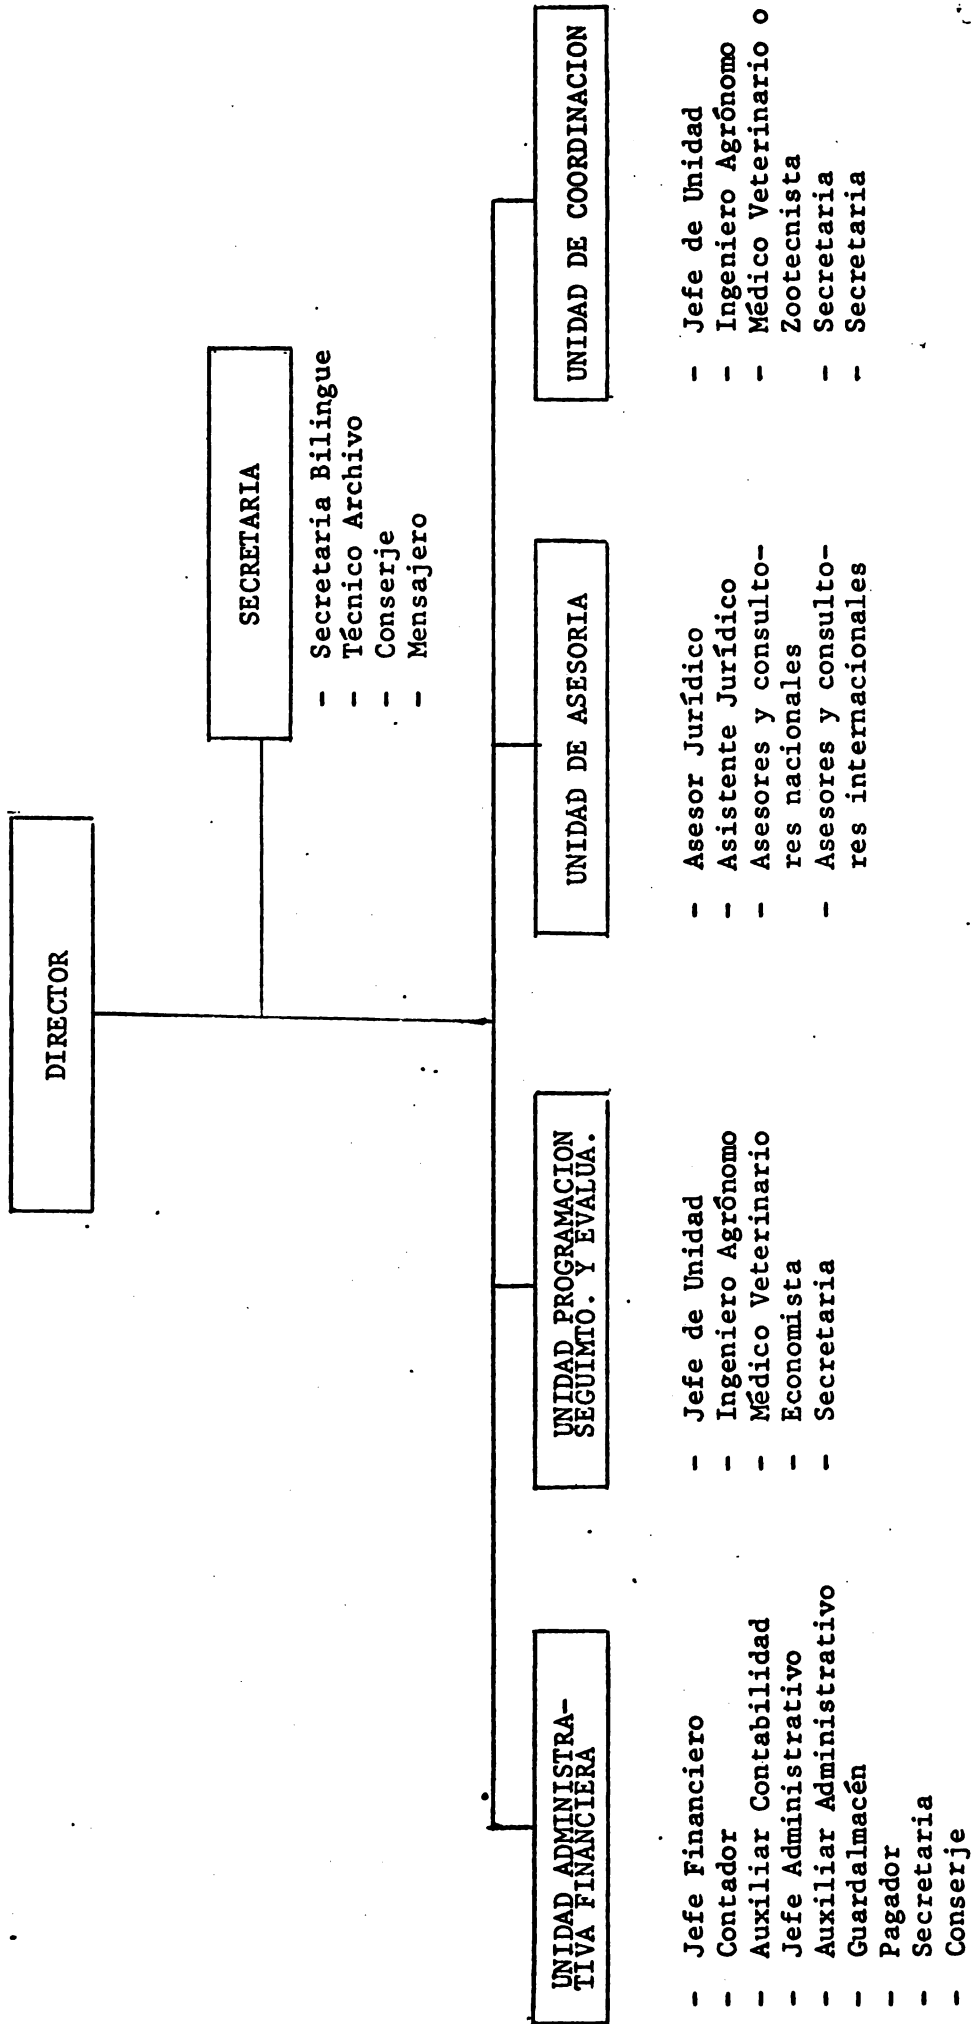 DIRECTOR
SECRETARIA
- Secretaria Bilingue
- Técnico Archivo
- Conserje
- Mensajero
UNIDAD ADMINISTRA-
TIVA FINANCIERA
- Jefe Financiero
- Contador
- Auxiliar Contabilidad
- Jefe Administrativo
- Auxiliar Administrativo
- Guardalmacén
- Pagador
- Secretaria
- Conserje
UNIDAD PROGRAMACION
SEGUIMTO. Y EVALUA.
- Jefe de Unidad
- Ingeniero Agrónomo
- Médico Veterinario
- Economista
- Secretaria
UNIDAD DE ASESORIA
- Asesor Jurídico
- Asistente Jurídico
- Asesores y consulto-
res nacionales
- Asesores y consulto-
res internacionales
UNIDAD DE COORDINACION
- Jefe de Unidad
- Ingeniero Agrónomo
- Médico Veterinario o
Zootecnista
- Secretaria
- Secretaria